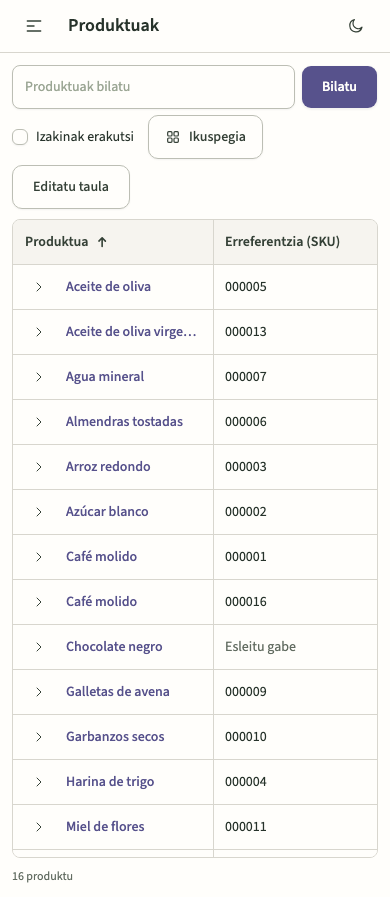 Produktuak
Produktuak bilatu
Bilatu
Izakinak erakutsi
Ikuspegia
Editatu taula
Produktua ↑ Erreferentzia (SKU)
Aceite de oliva 000005
Aceite de oliva virge… 000013
Agua mineral 000007
Almendras tostadas 000006
Arroz redondo 000003
Azúcar blanco 000002
Café molido 000001
Café molido 000016
Chocolate negro Esleitu gabe
Galletas de avena 000009
Garbanzos secos 000010
Harina de trigo 000004
Miel de flores 000011
16 produktu